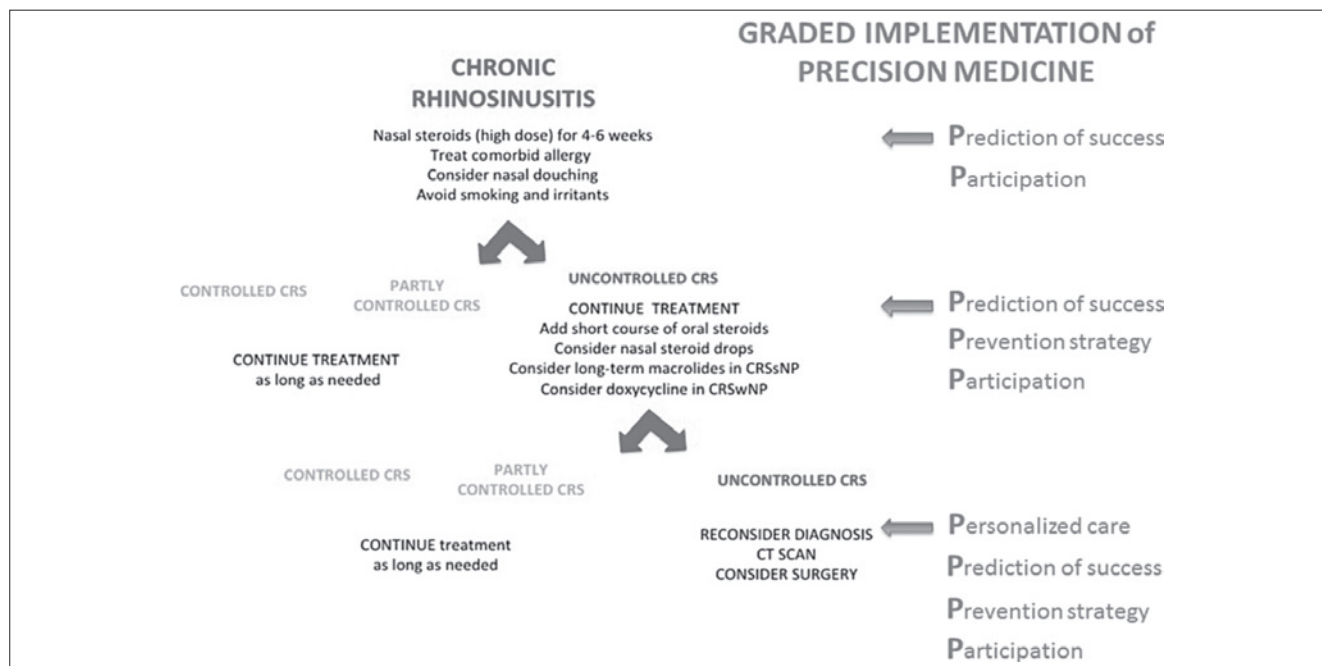 GRADED IMPLEMENTATION of
PRECISION MEDICINE
CHRONIC
RHINOSINUSITIS
Nasal steroids (high dose) for 4-6 weeks
Treat comorbid allergy
Consider nasal douching
Avoid smoking and irritants
Prediction of success
Participation
CONTROLLED CRS
PARTLY
CONTROLLED CRS
UNCONTROLLED CRS
CONTINUE TREATMENT
as long as needed
CONTINUE TREATMENT
Add short course of oral steroids
Consider nasal steroid drops
Consider long-term macrolides in CRSsNP
Consider doxycycline in CRSwNP
Prediction of success
Prevention strategy
Participation
CONTROLLED CRS
PARTLY
CONTROLLED CRS
UNCONTROLLED CRS
CONTINUE treatment
as long as needed
RECONSIDER DIAGNOSIS
CT SCAN
CONSIDER SURGERY
Personalized care
Prediction of success
Prevention strategy
Participation